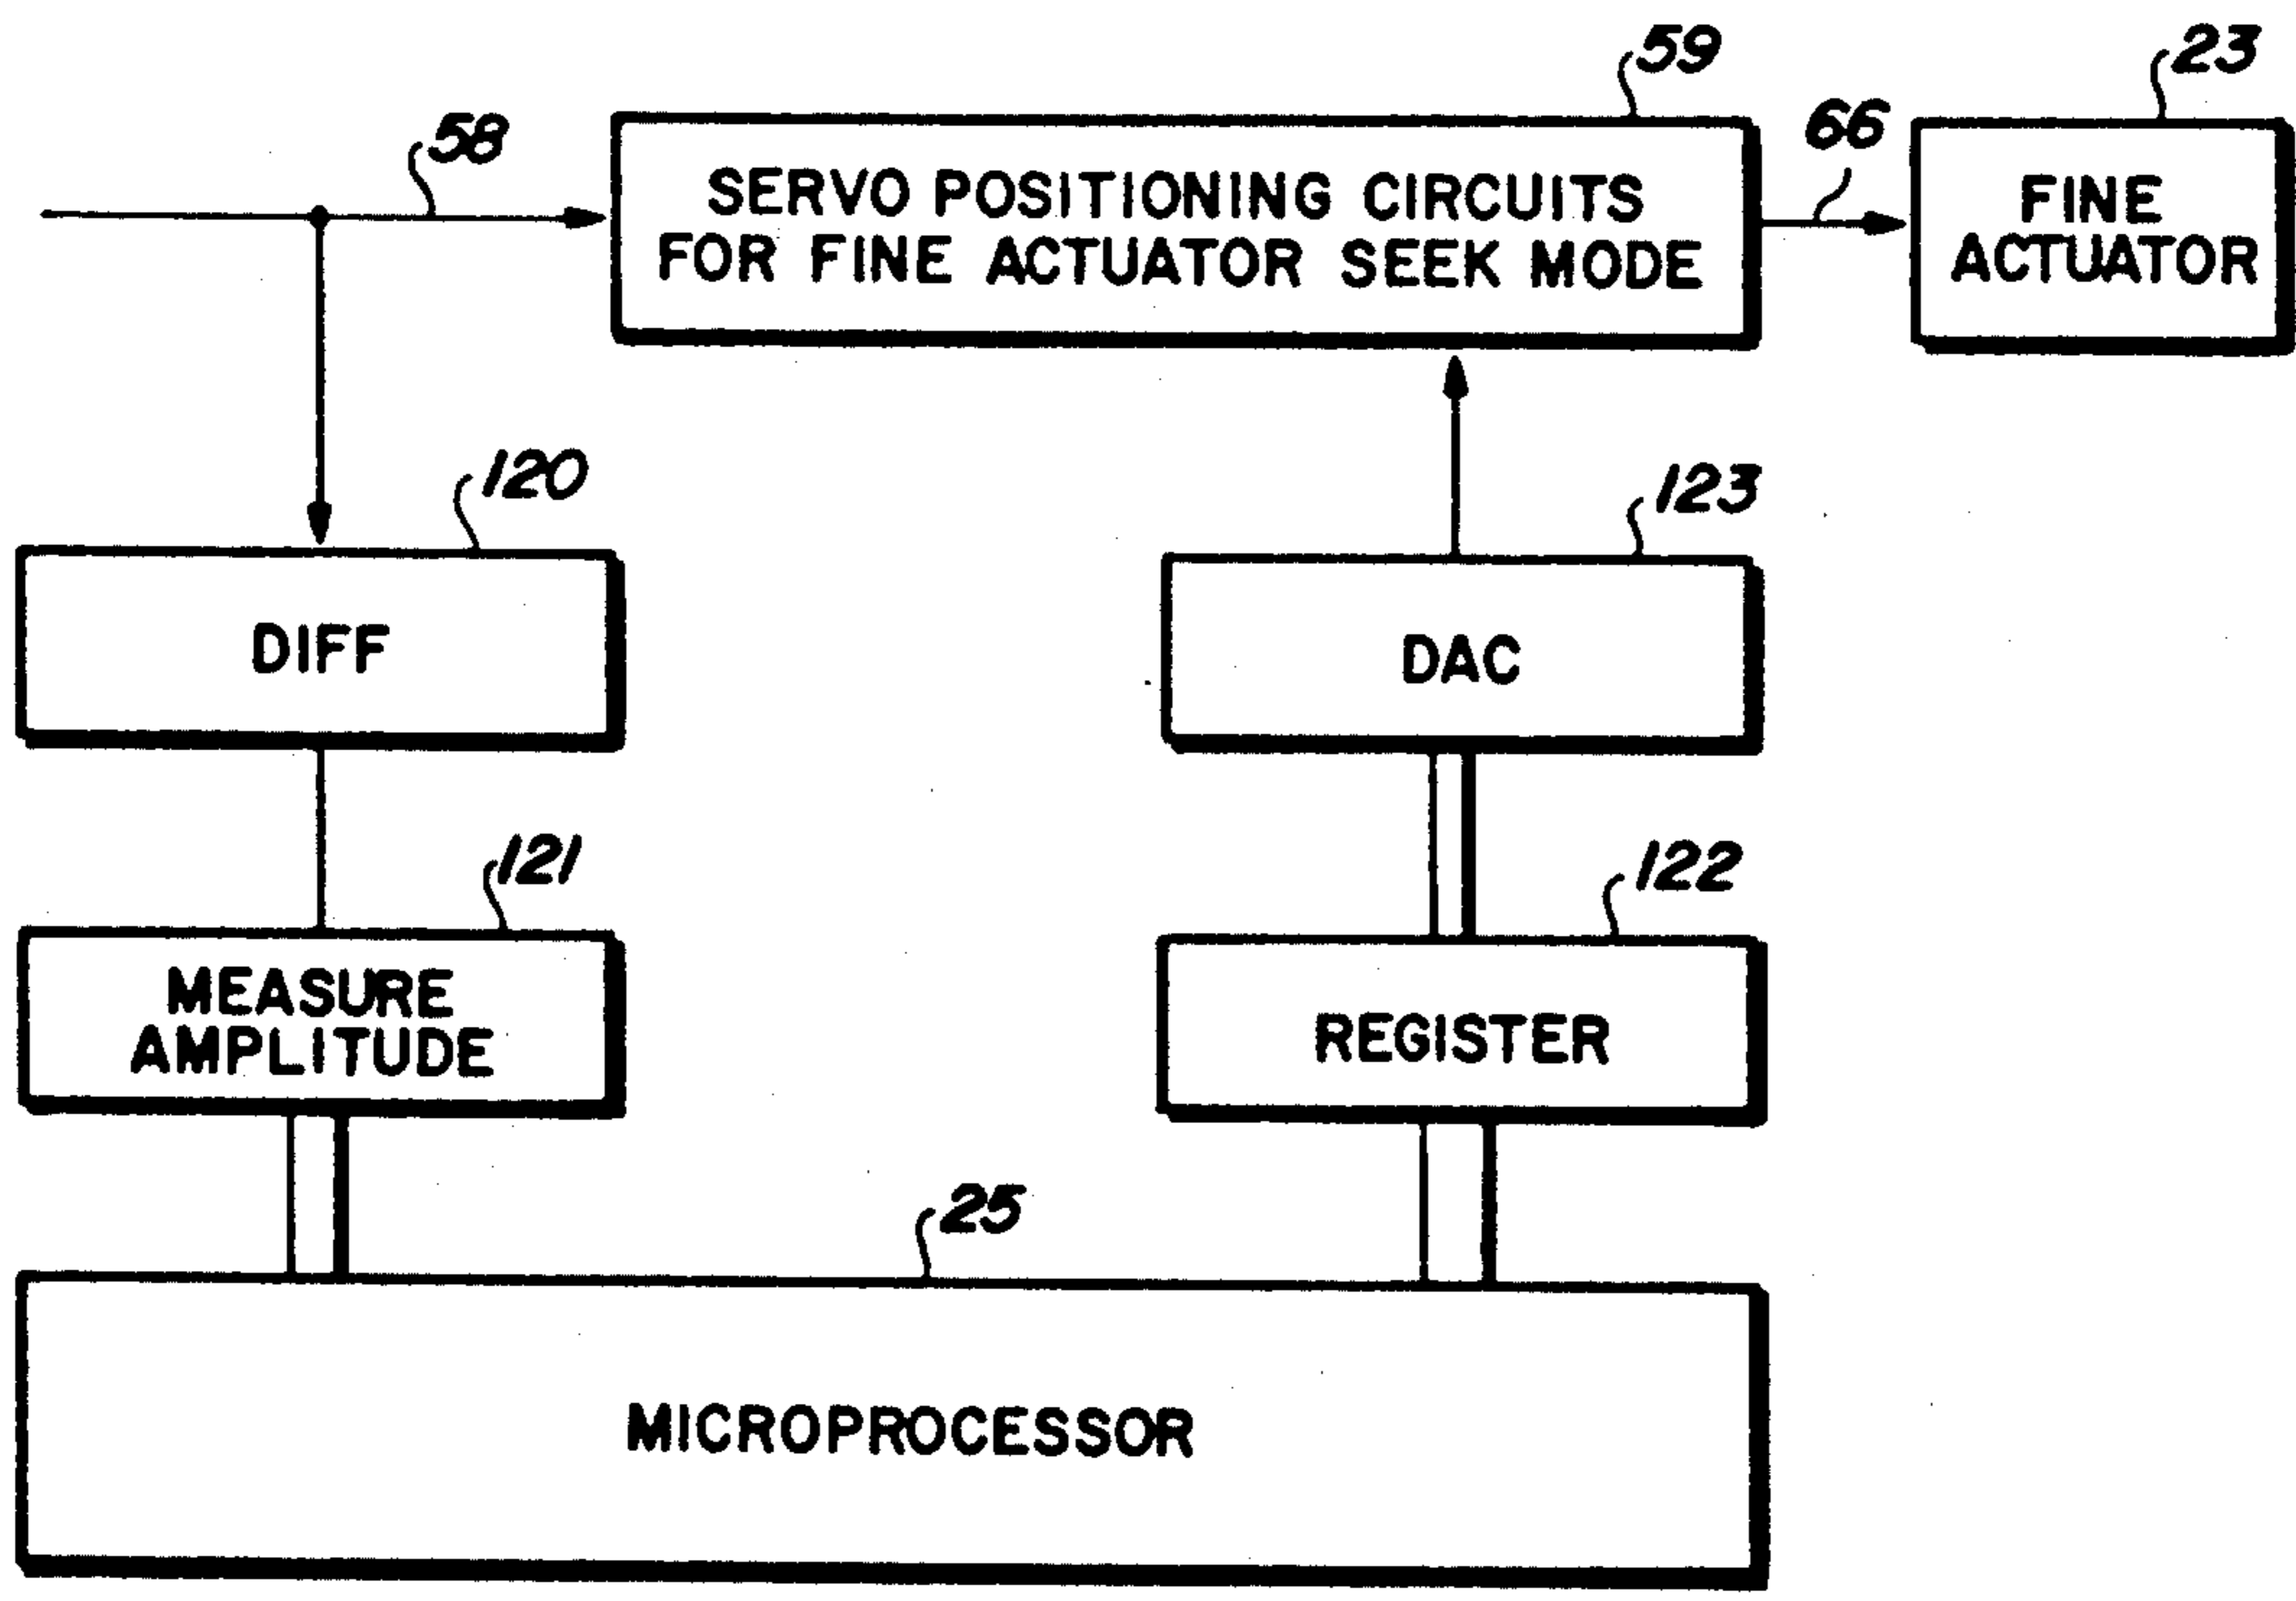 59
23
58
66
SERVO POSITIONING CIRCUITS
FOR FINE ACTUATOR SEEK MODE
FINE
ACTUATOR
120
123
DIFF
DAC
121
122
MEASURE
AMPLITUDE
REGISTER
25
MICROPROCESSOR